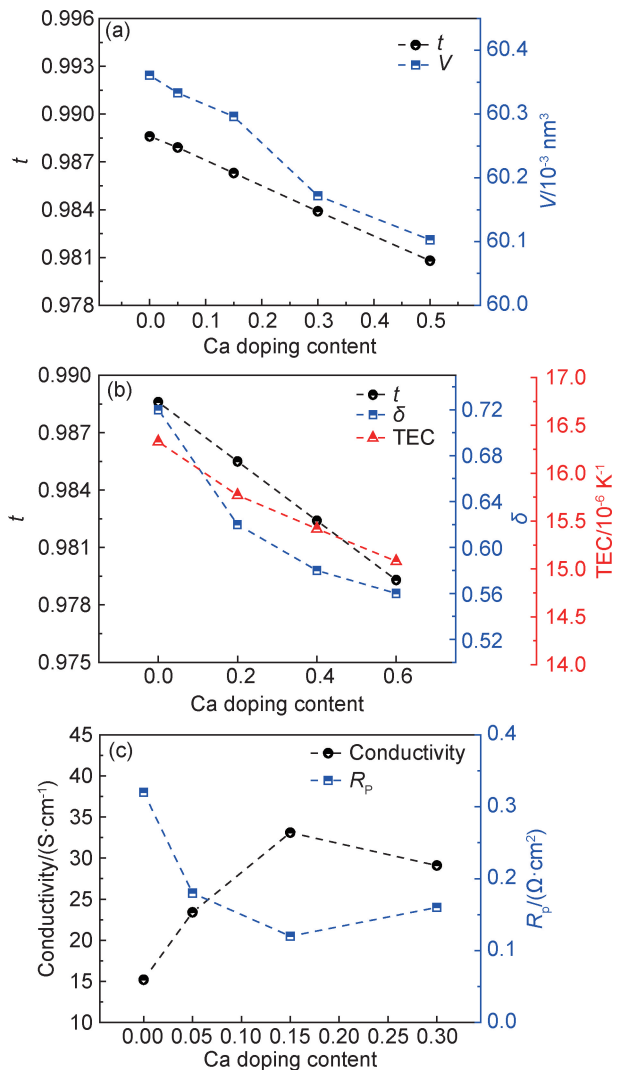 (a)
t
V
0.996
0.993
0.990
0.987
0.984
0.981
0.978
t
60.4
60.3
60.2
60.1
60.0
V/10⁻³ nm³
0.0 0.1 0.2 0.3 0.4 0.5
Ca doping content
(b)
t
δ
TEC
0.990
0.987
0.984
0.981
0.978
0.975
t
0.72
0.68
0.64
0.60
0.56
0.52
δ
17.0
16.5
16.0
15.5
15.0
14.5
14.0
TEC/10⁻⁶ K⁻¹
0.0 0.2 0.4 0.6
Ca doping content
(c)
Conductivity
R_P
45
40
35
30
25
20
15
10
Conductivity/(S·cm⁻¹)
0.4
0.3
0.2
0.1
0.0
R_p/(Ω·cm²)
0.00 0.05 0.10 0.15 0.20 0.25 0.30
Ca doping content